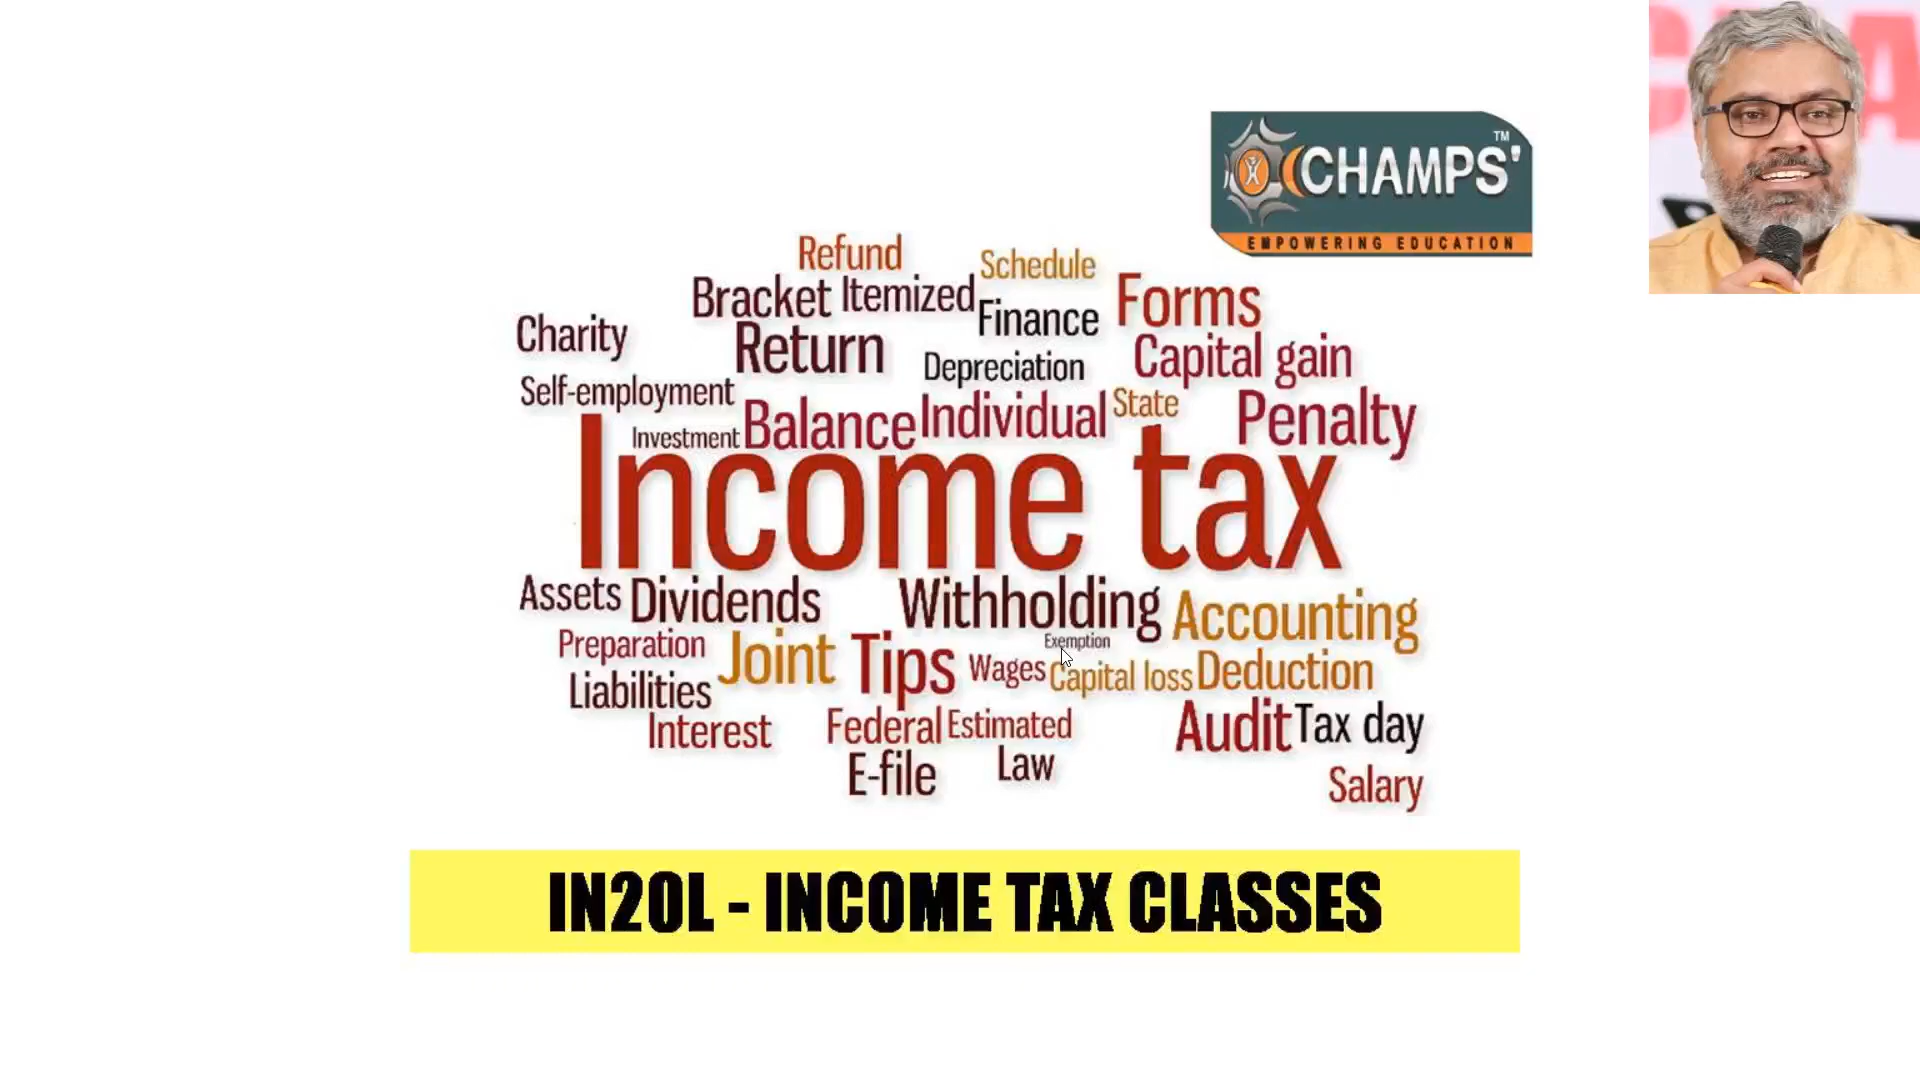 TM
CHAMPS'
EMPOWERING EDUCATION
Refund
Schedule
Bracket
Itemized
Forms
Finance
Charity
Return
Capital gain
Depreciation
Self-employment
State
Individual
Penalty
Investment
Balance
Income tax
Assets
Dividends
Withholding
Accounting
Exemption
Preparation
Joint
Tips
Wages
Capital loss
Deduction
Liabilities
Interest
Federal
Estimated
Audit
Tax day
E-file
Law
Salary
IN2OL - INCOME TAX CLASSES